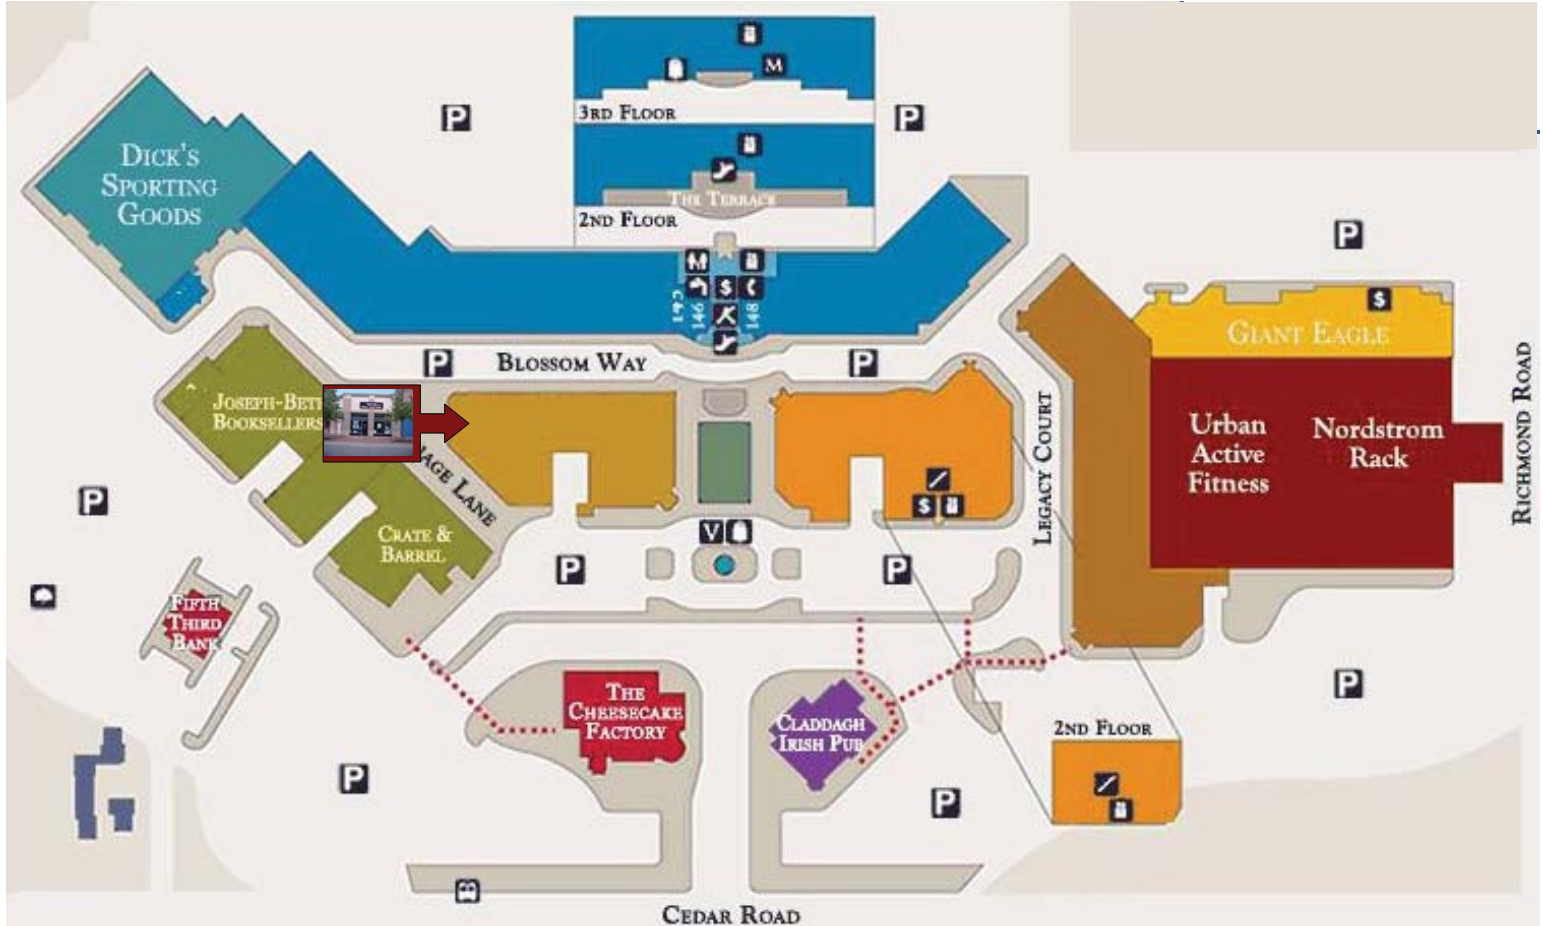 3RD FLOOR
DICK'S
SPORTING
GOODS
THE TERRACE
2ND FLOOR
M
$
146
148
BLOSSOM WAY
GIANT EAGLE
$
RICHMOND ROAD
JOSEPH-BETH
BOOKSELLERS
LEGACY COURT
Urban
Active
Fitness
Nordstrom
Rack
LANE
CRATE &
BARREL
$
V
P
P
P
P
P
P
P
P
P
P
P
FIFTH
THIRD
BANK
THE
CHEESECAKE
FACTORY
CLADDAGH
IRISH PUB
2ND FLOOR
CEDAR ROAD